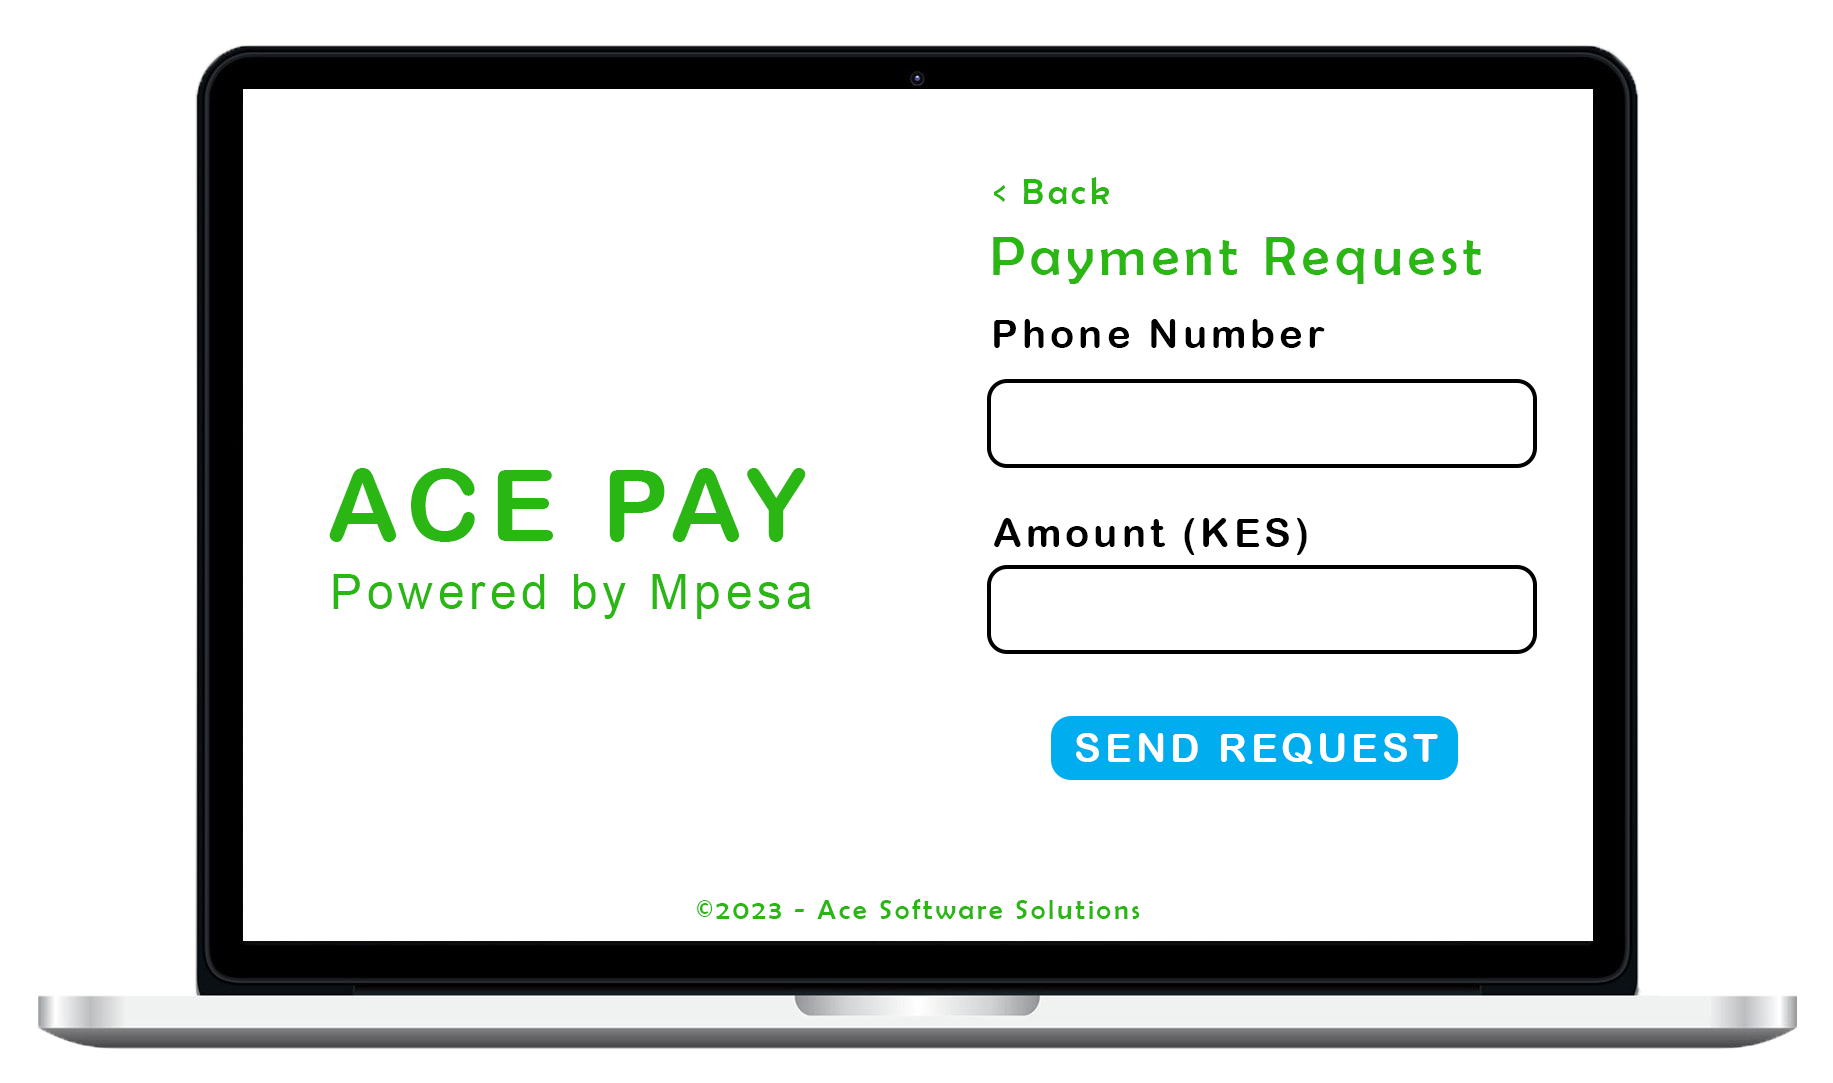 ACE PAY
Powered by Mpesa
< Back
Payment Request
Phone Number
Amount (KES)
SEND REQUEST
©2023 - Ace Software Solutions